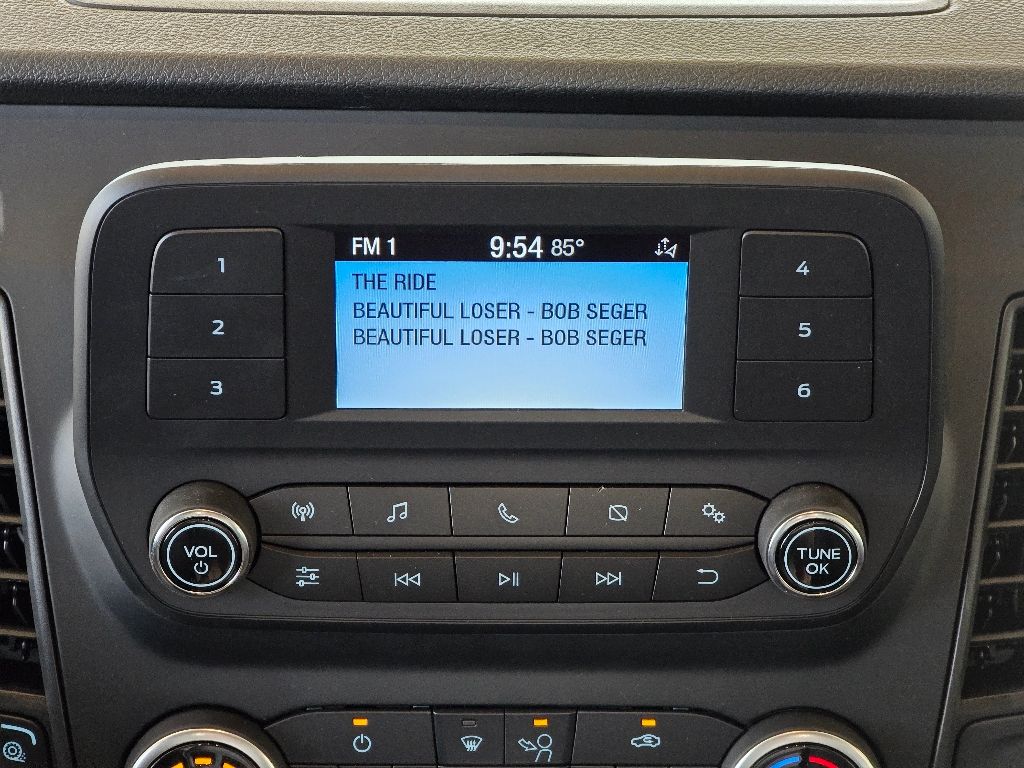 FM 1 9:54 85°
THE RIDE
BEAUTIFUL LOSER - BOB SEGER
BEAUTIFUL LOSER - BOB SEGER
1
2
3
4
5
6
VOL
TUNE
OK